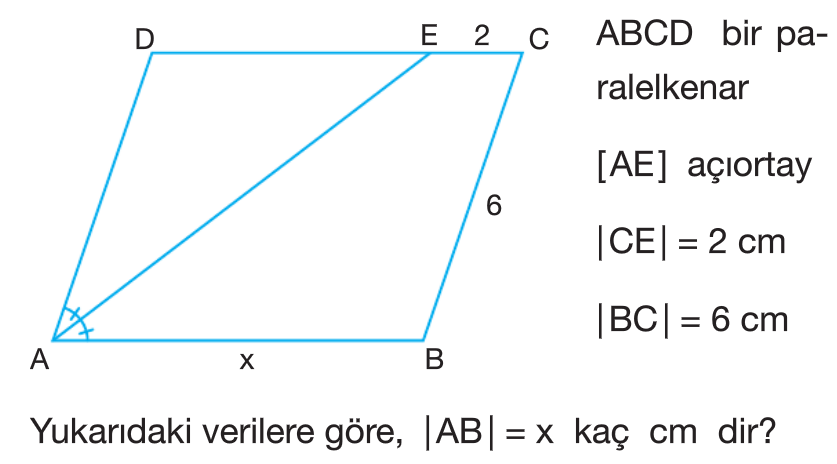 D E 2 C
ABCD bir pa-
ralelkenar
[AE] açıortay
6
|CE| = 2 cm
|BC| = 6 cm
A x B
Yukarıdaki verilere göre, |AB| = x kaç cm dir?